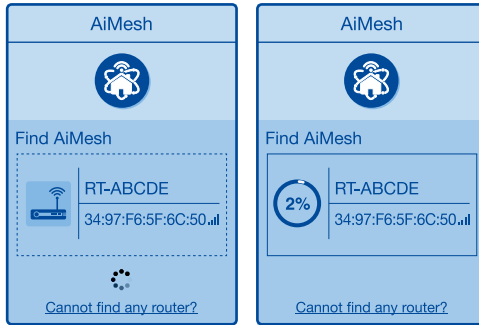 AiMesh
Find AiMesh
RT-ABCDE
34:97:F6:5F:6C:50
Cannot find any router?
AiMesh
Find AiMesh
2%
RT-ABCDE
34:97:F6:5F:6C:50
Cannot find any router?